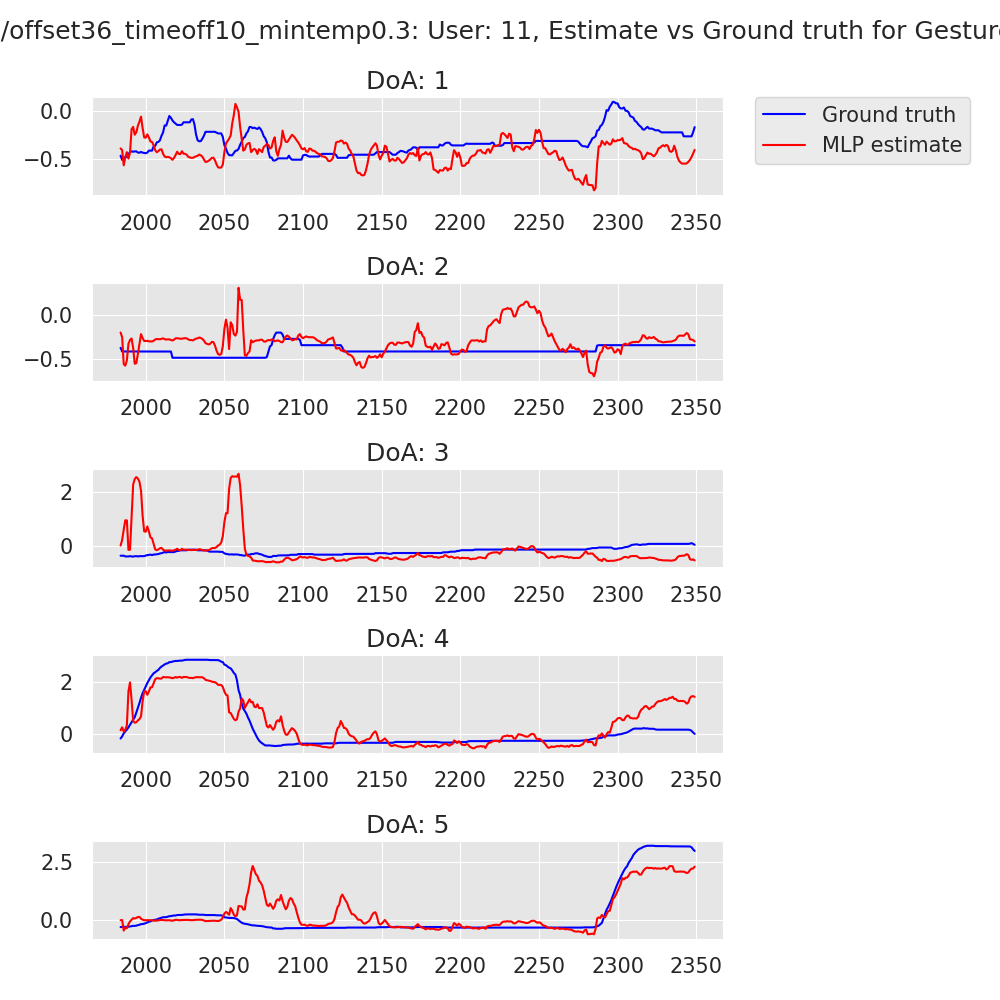 /offset36_timeoff10_mintemp0.3: User: 11, Estimate vs Ground truth for Gesture
DoA: 1
0.0
−0.5
2000 2050 2100 2150 2200 2250 2300 2350
Ground truth
MLP estimate
DoA: 2
0.0
−0.5
2000 2050 2100 2150 2200 2250 2300 2350
DoA: 3
2
0
2000 2050 2100 2150 2200 2250 2300 2350
DoA: 4
2
0
2000 2050 2100 2150 2200 2250 2300 2350
DoA: 5
2.5
0.0
2000 2050 2100 2150 2200 2250 2300 2350